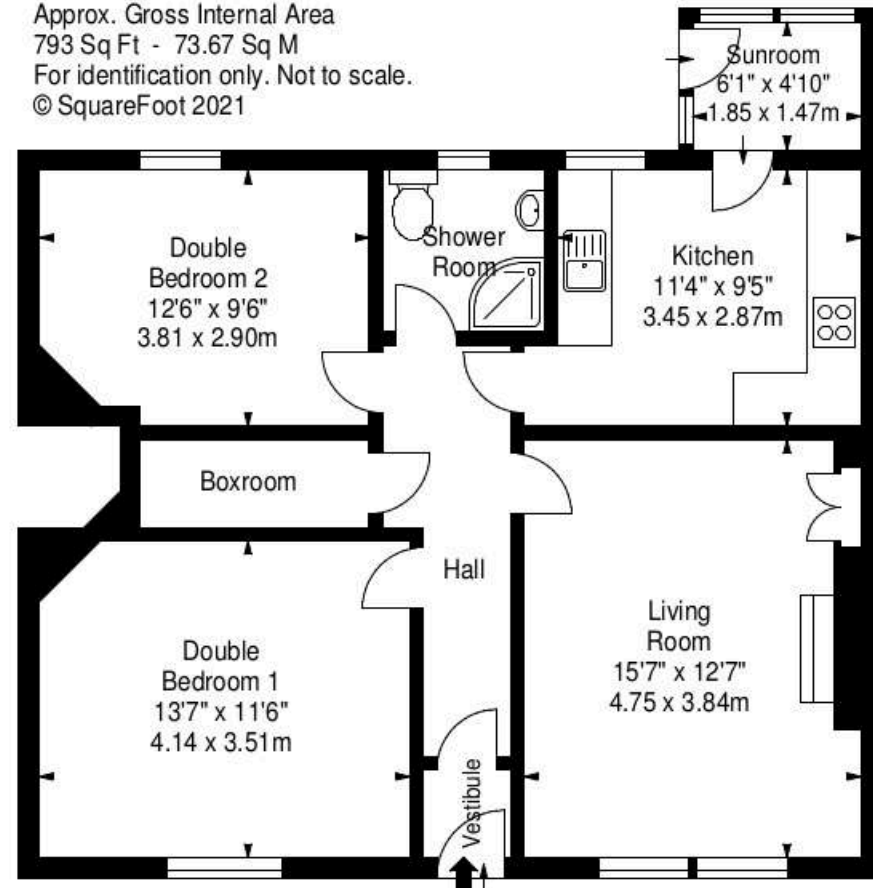 Approx. Gross Internal Area
793 Sq Ft - 73.67 Sq M
For identification only. Not to scale.
© SquareFoot 2021
Sunroom
6'1" x 4'10"
1.85 x 1.47m
Double
Bedroom 2
12'6" x 9'6"
3.81 x 2.90m
Shower
Room
Kitchen
11'4" x 9'5"
3.45 x 2.87m
Boxroom
Hall
Living
Room
15'7" x 12'7"
4.75 x 3.84m
Double
Bedroom 1
13'7" x 11'6"
4.14 x 3.51m
Vestibule